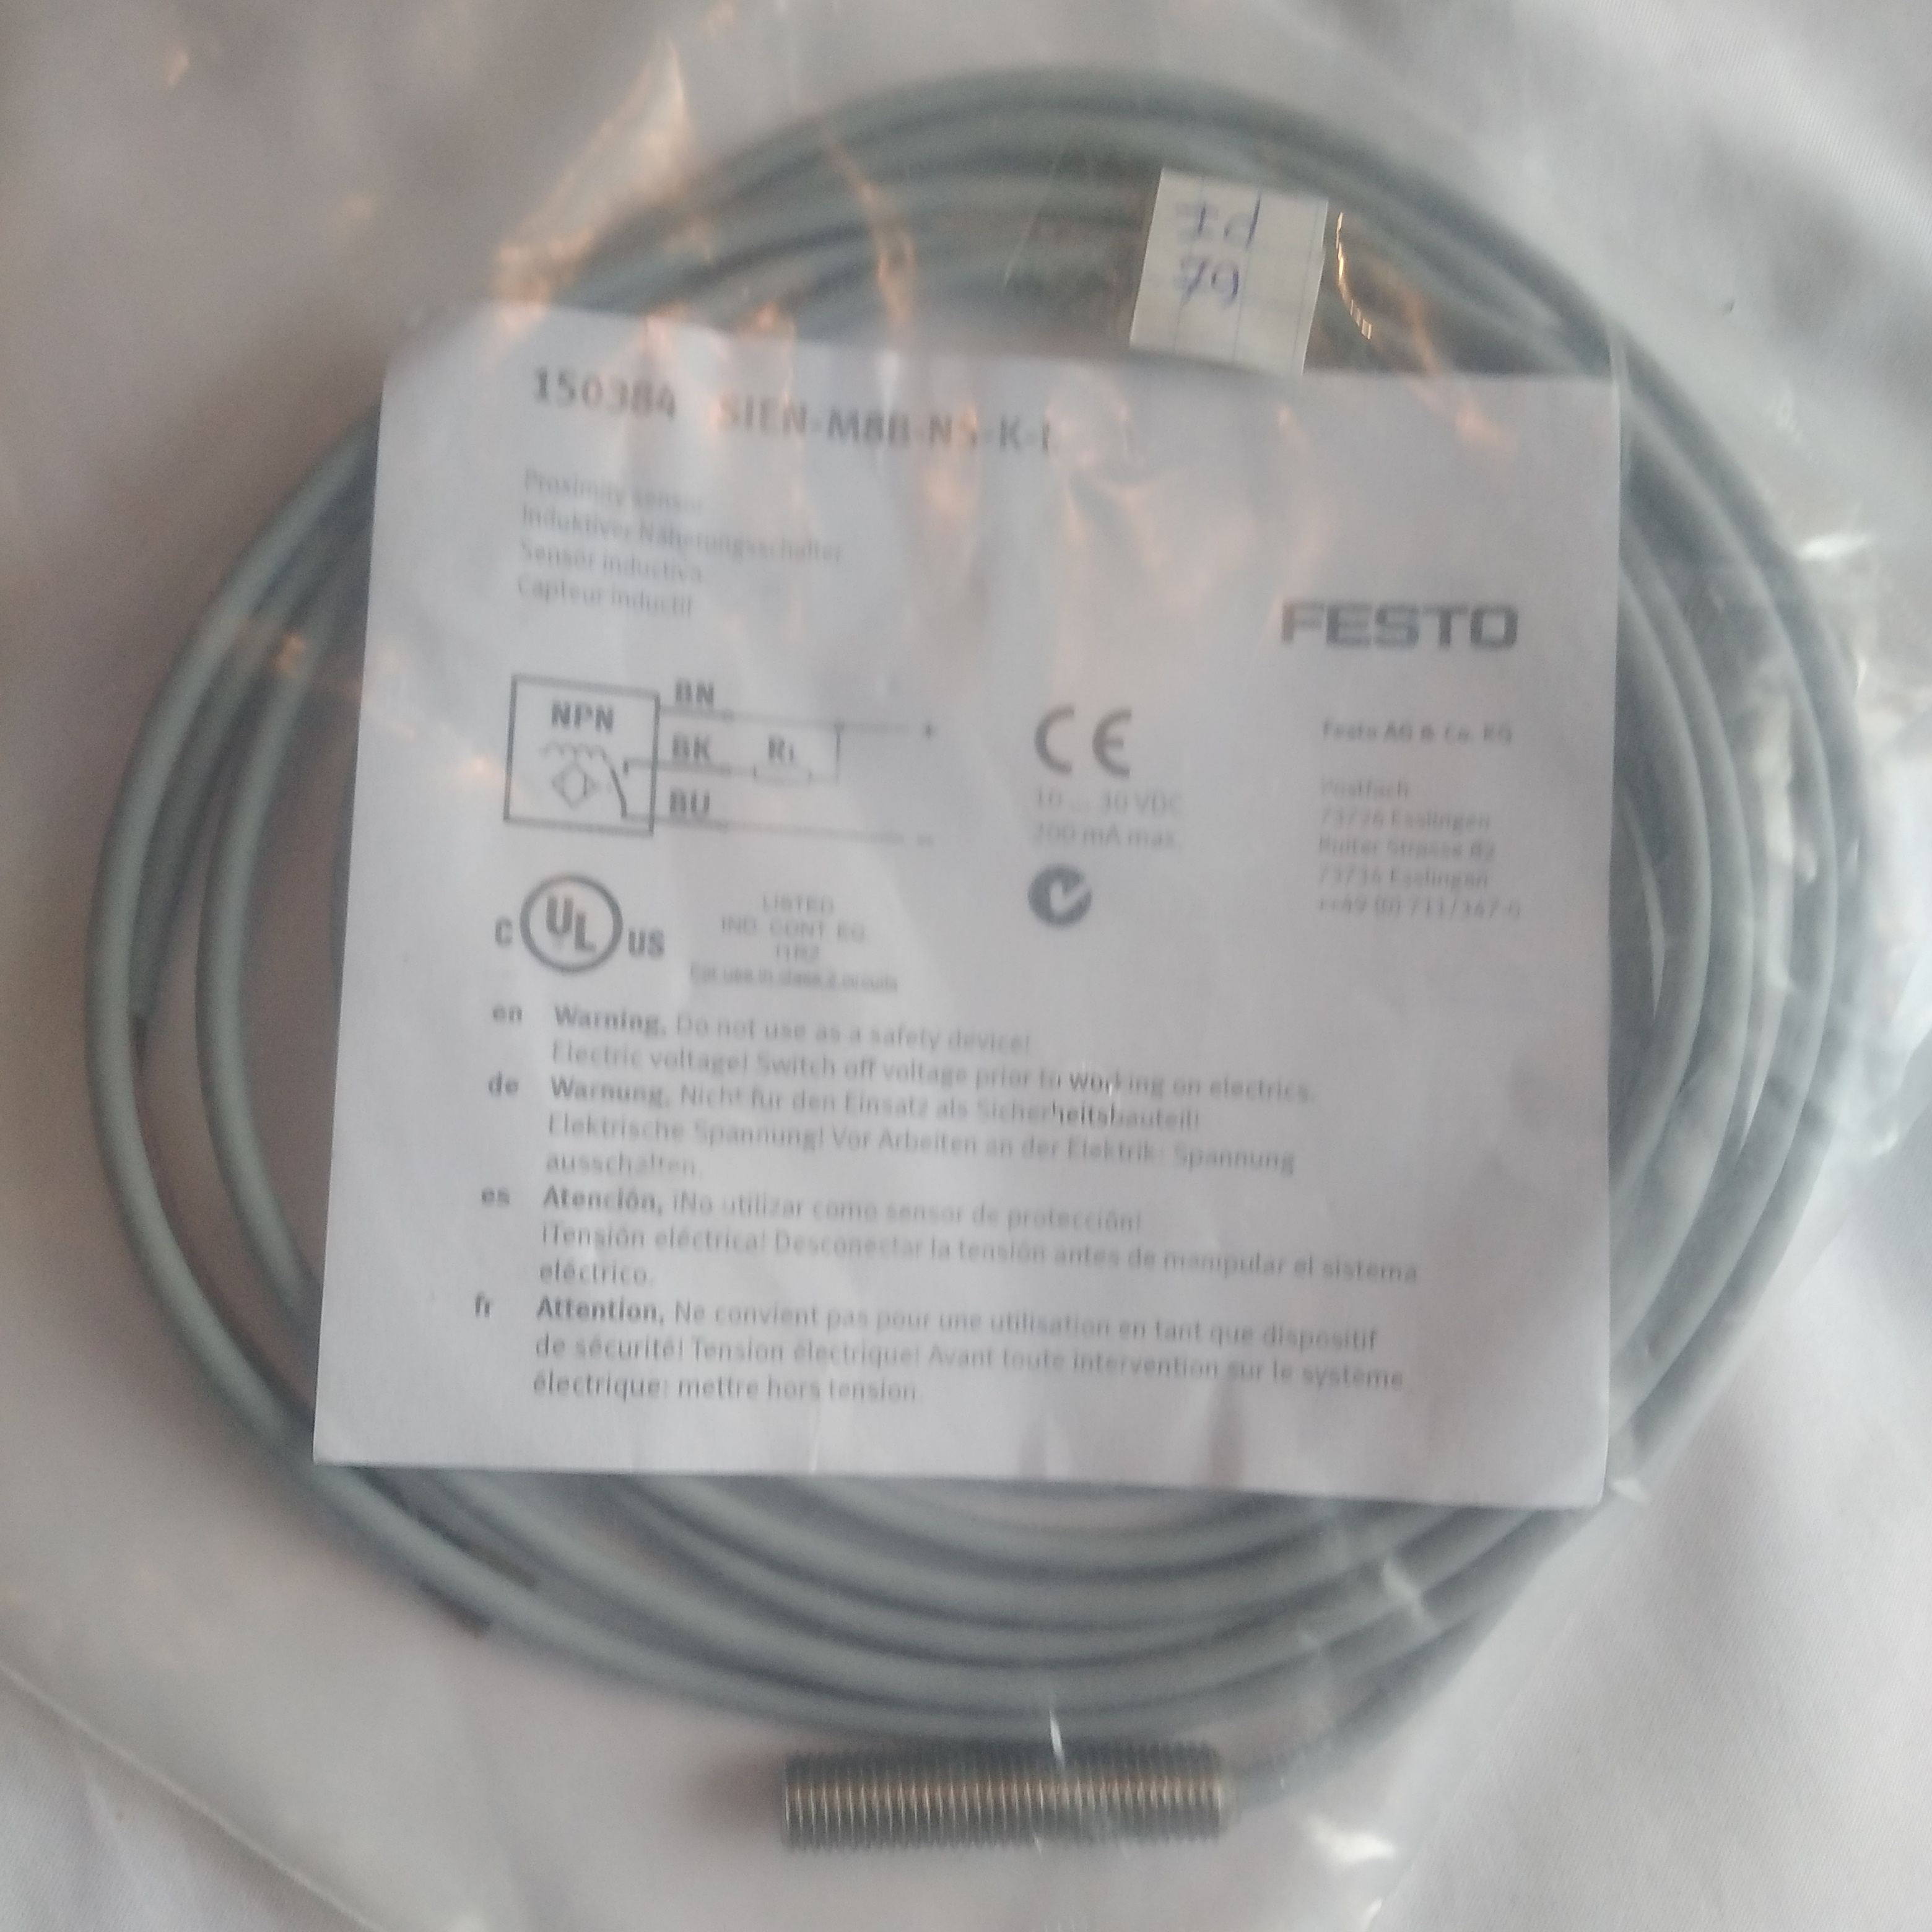 Id
79
150384 SIEN-M8B-NS-K-L
Proximity sensor
Induktiver Näherungsschalter
Sensor inductivo
Capteur inductif
FESTO
NPN
BN
+
BK
RL
BU
-
CE
10 ... 30 VDC
200 mA max.
Festo AG & Co. KG
Postfach
73726 Esslingen
Ruiter Strasse 82
73734 Esslingen
++49 (0) 711/347-0
C UL US
LISTED
IND. CONT. EQ.
For use in class 2 circuits
en Warning, Do not use as a safety device!
Electric voltage! Switch off voltage prior to working on electrics.
de Warnung, Nicht für den Einsatz als Sicherheitsbauteil!
Elektrische Spannung! Vor Arbeiten an der Elektrik: Spannung
ausschalten.
es Atención, ¡No utilizar como sensor de protección!
¡Tensión eléctrica! Desconectar la tensión antes de manipular el sistema
eléctrico.
fr Attention, Ne convient pas pour une utilisation en tant que dispositif
de sécurité! Tension électrique! Avant toute intervention sur le système
électrique: mettre hors tension.